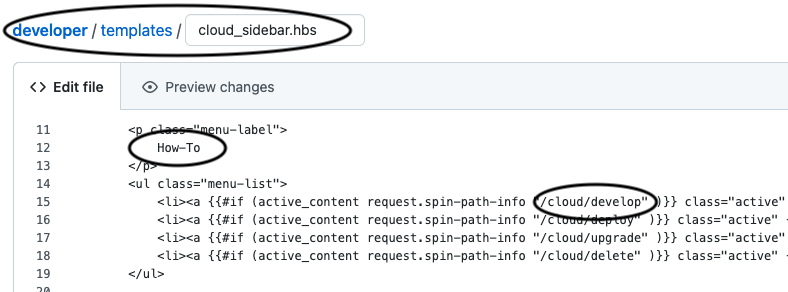 developer / templates / cloud_sidebar.hbs
Edit file Preview changes
11 <p class="menu-label">
12 How-To
13 </p>
14 <ul class="menu-list">
15 <li><a {{#if (active_content request.spin-path-info "/cloud/develop" )}} class="active"
16 <li><a {{#if (active_content request.spin-path-info "/cloud/deploy" )}} class="active"
17 <li><a {{#if (active_content request.spin-path-info "/cloud/upgrade" )}} class="active"
18 <li><a {{#if (active_content request.spin-path-info "/cloud/delete" )}} class="active"
19 </ul>
20